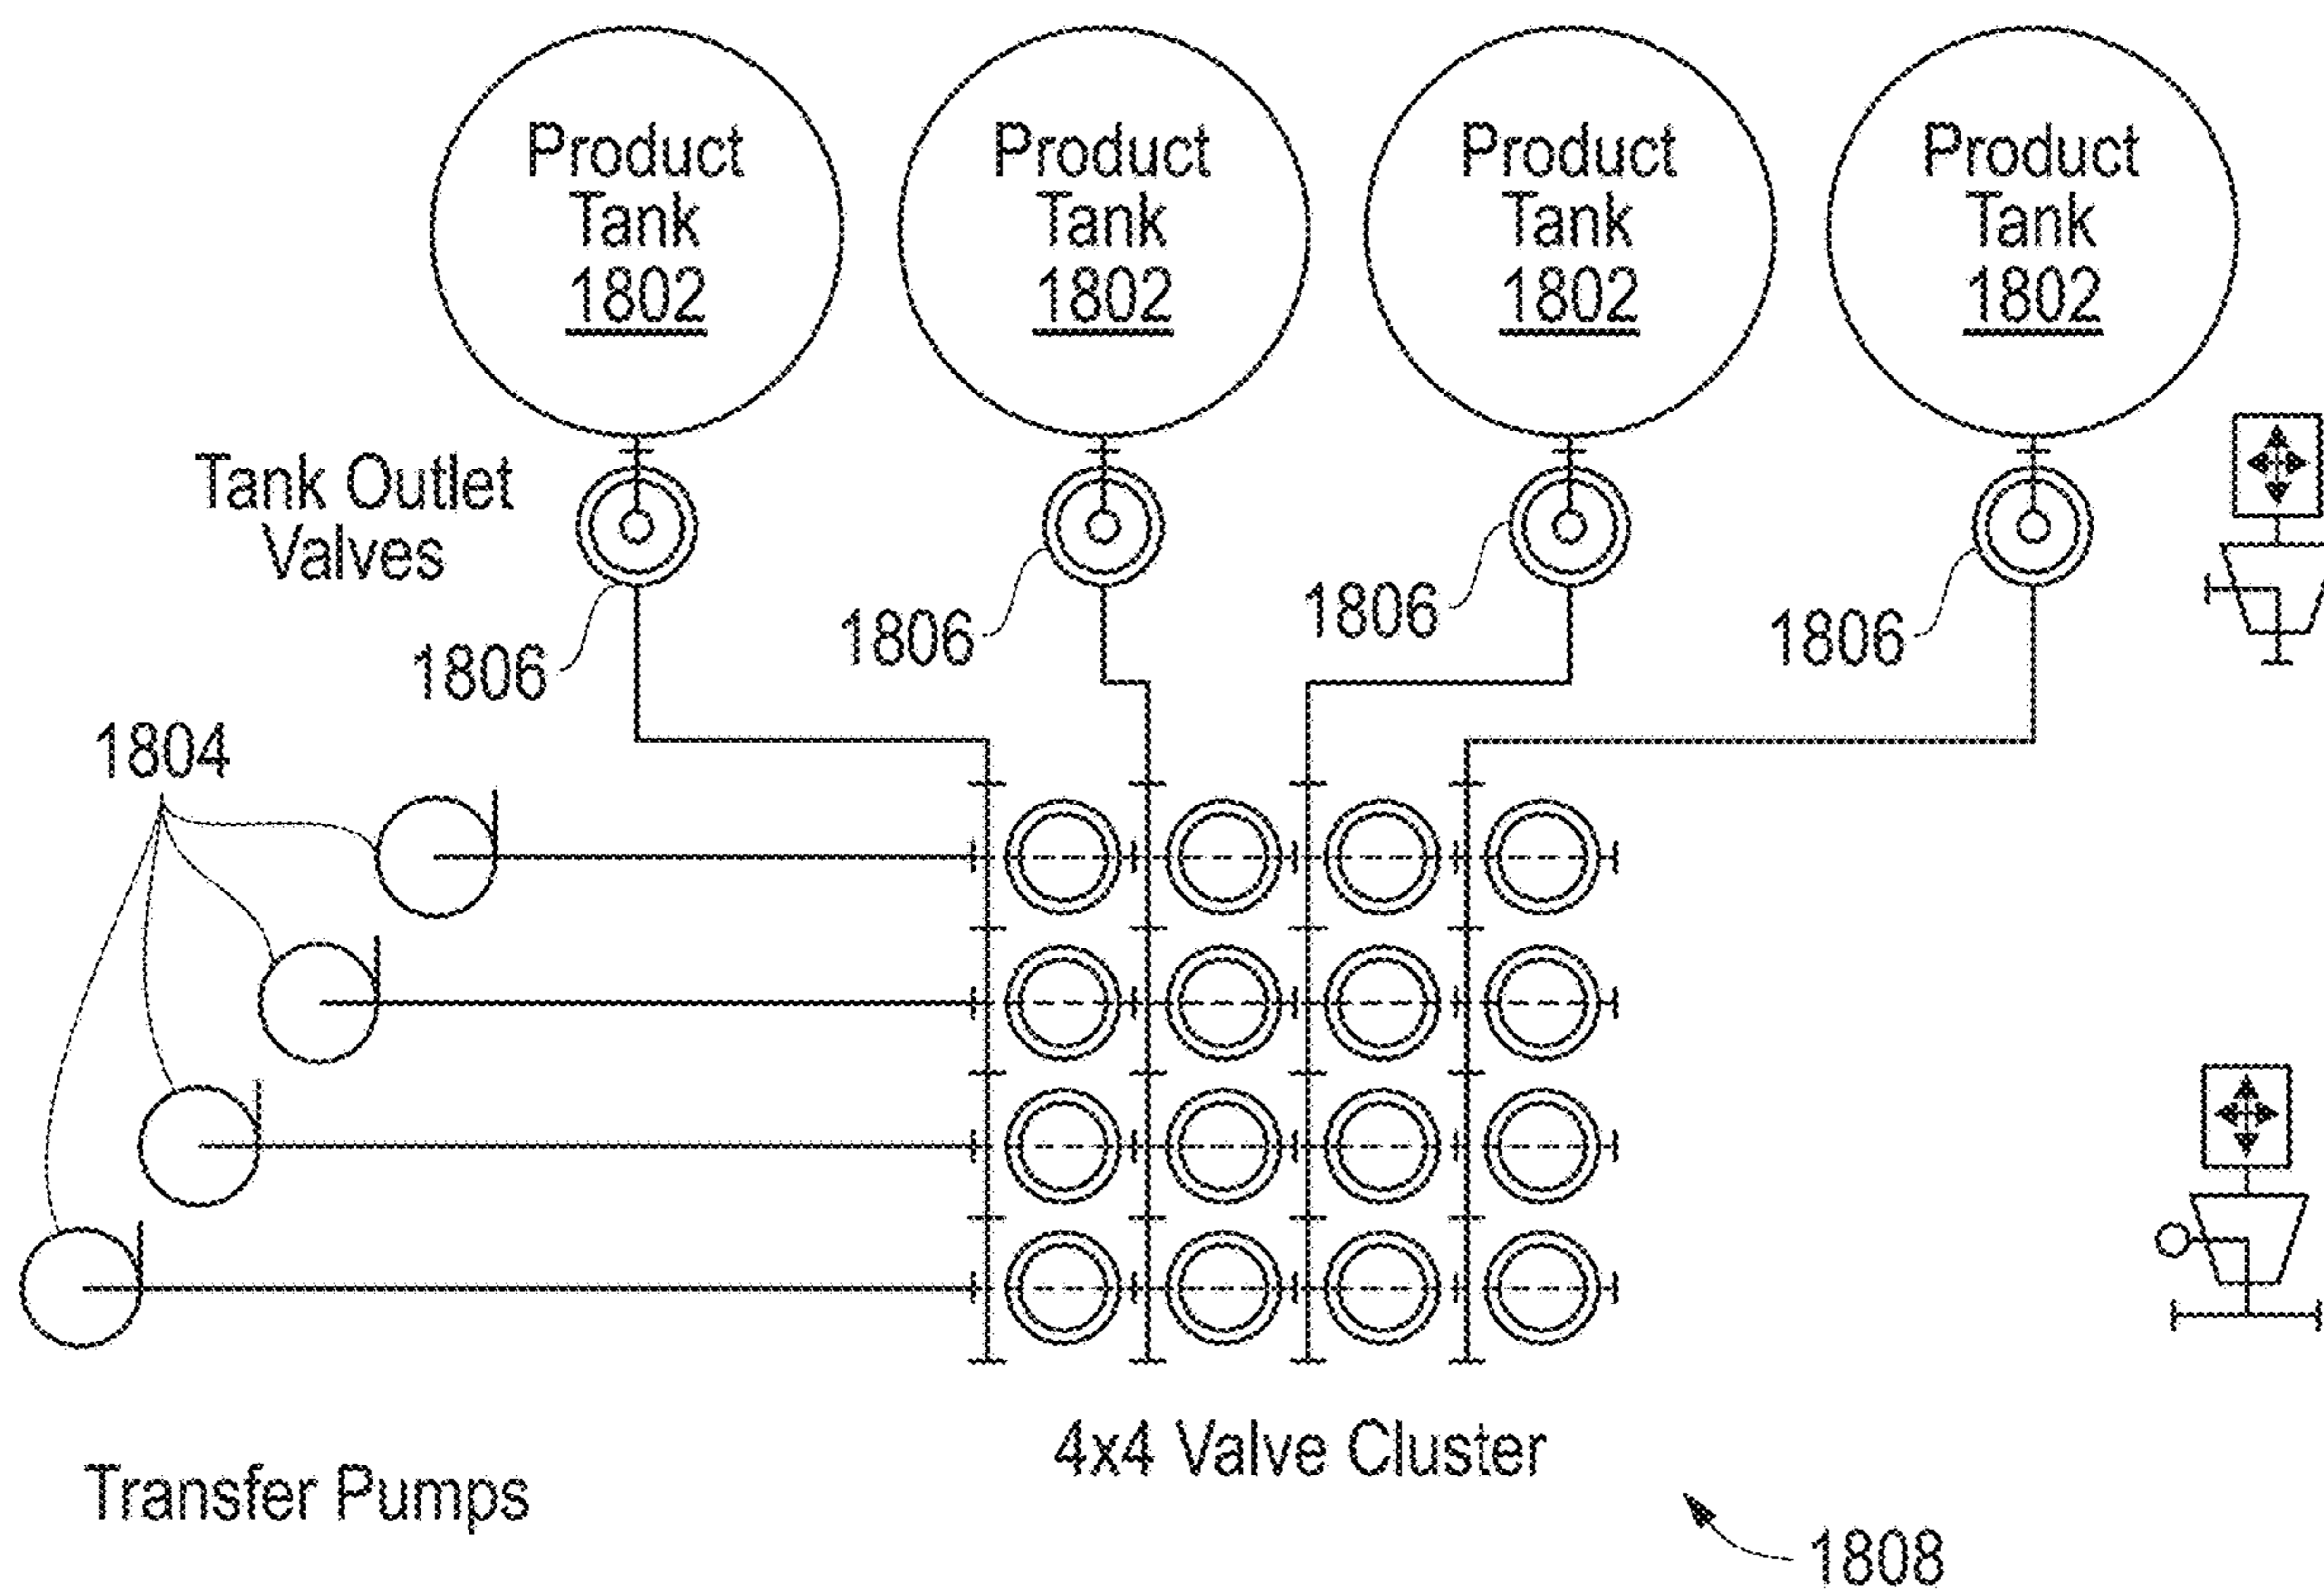 Product
Tank
1802
Product
Tank
1802
Product
Tank
1802
Product
Tank
1802
Tank Outlet
Valves
1806
1806
1806
1806
1804
4x4 Valve Cluster
Transfer Pumps
1808